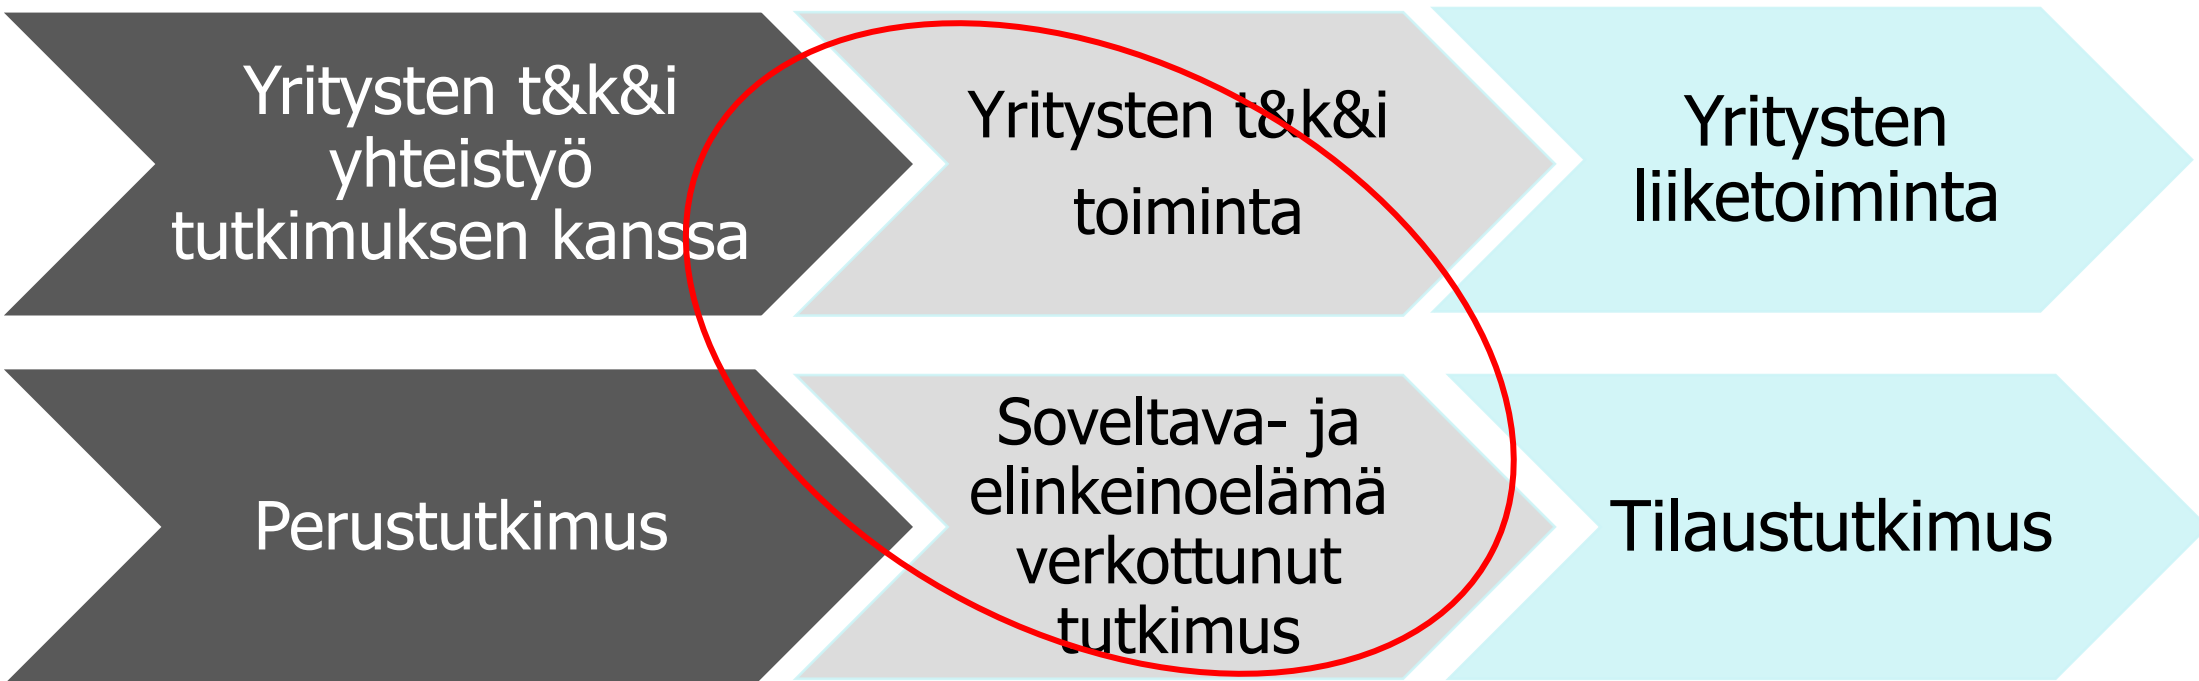 Yritysten t&k&i
yhteistyö
tutkimuksen kanssa
Yritysten t&k&i
toiminta
Yritysten
liiketoiminta
Perustutkimus
Soveltava- ja
elinkeinoelämä
verkottunut
tutkimus
Tilaustutkimus